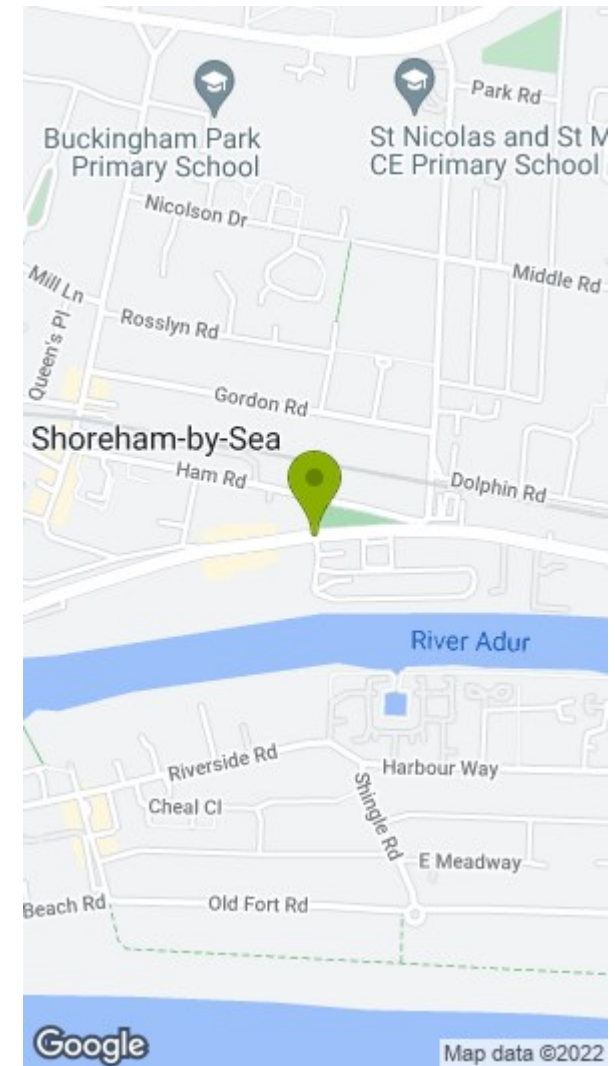 Park Rd
Buckingham Park
Primary School
St Nicolas and St M
CE Primary School
Nicolson Dr
Middle Rd
Mill Ln
Rosslyn Rd
Queen's Pl
Gordon Rd
Shoreham-by-Sea
Ham Rd
Dolphin Rd
River Adur
Riverside Rd
Harbour Way
Cheal Cl
Shingle Rd
E Meadway
Beach Rd
Old Fort Rd
Google
Map data ©2022